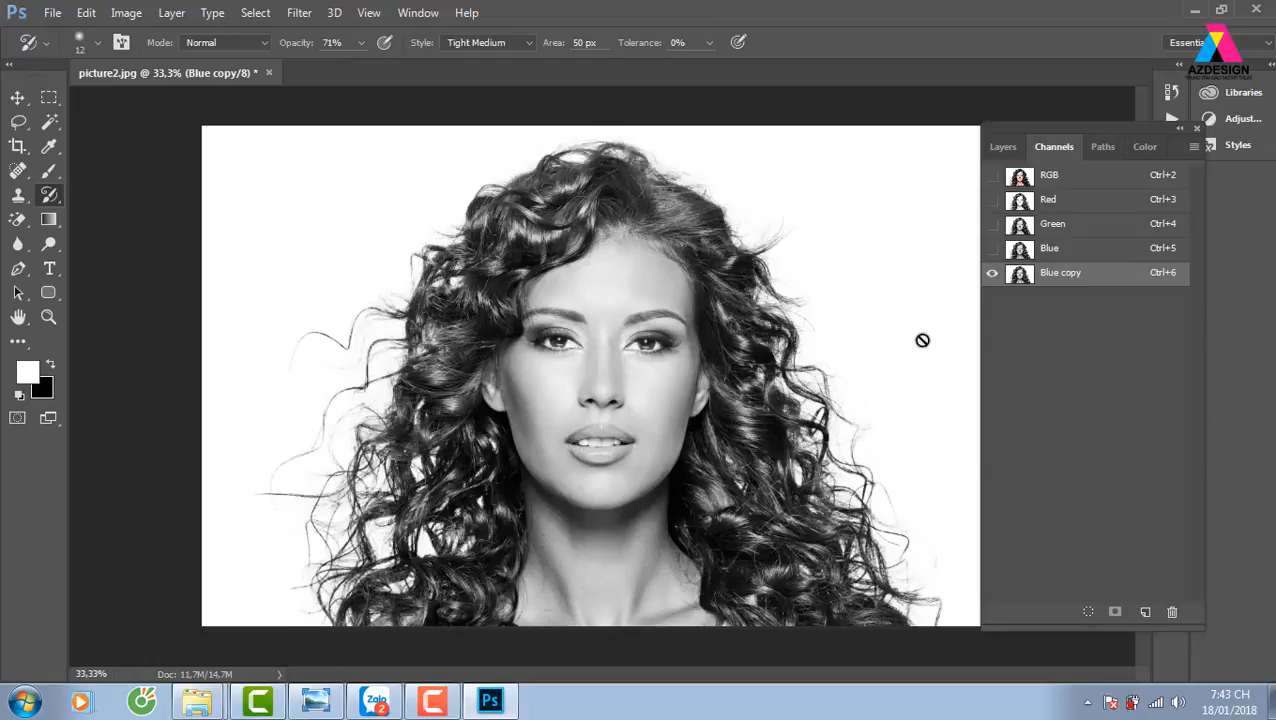 Ps File Edit Image Layer Type Select Filter 3D View Window Help
12 Mode: Normal Opacity: 71% Style: Tight Medium Area: 50 px Tolerance: 0% Essentia
AZDESIGN
picture2.jpg @ 33,3% (Blue copy/8) *
Libraries
Adjust...
Styles
Layers Channels Paths Color
RGB Ctrl+2
Red Ctrl+3
Green Ctrl+4
Blue Ctrl+5
Blue copy Ctrl+6
33,33% Doc: 11,7M/14,7M
Zalo
2
Ps
7:43 CH
18/01/2018